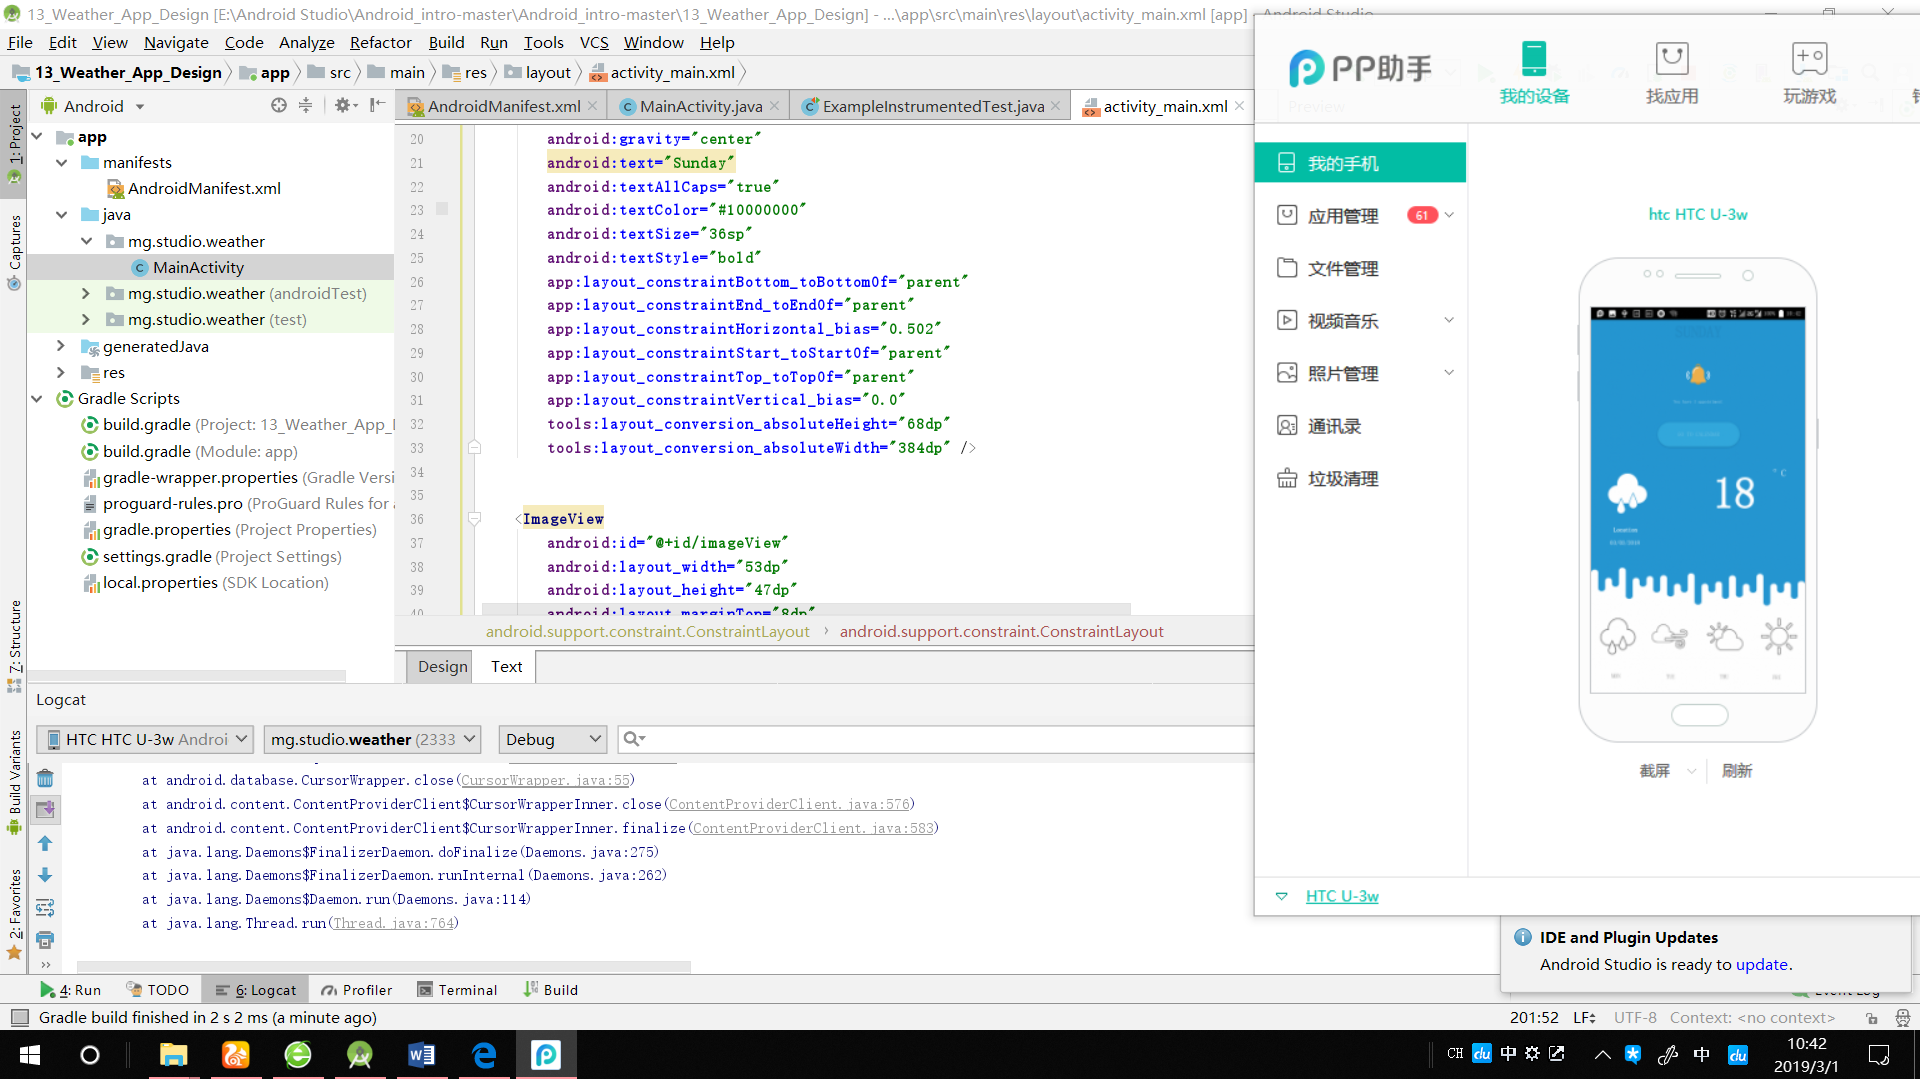 13_Weather_App_Design [E:\Android Studio\Android_intro-master\Android_intro-master\13_Weather_App_Design] - ...\app\src\main\res\layout\activity_main.xml [app] - Android Studio
File Edit View Navigate Code Analyze Refactor Build Run Tools VCS Window Help
13_Weather_App_Design app src main res layout activity_main.xml
Android
AndroidManifest.xml MainActivity.java ExampleInstrumentedTest.java activity_main.xml Preview
1: Project
Captures
7: Structure
Build Variants
2: Favorites
app
manifests
AndroidManifest.xml
java
mg.studio.weather
MainActivity
mg.studio.weather (androidTest)
mg.studio.weather (test)
generatedJava
res
Gradle Scripts
build.gradle (Project: 13_Weather_App_
build.gradle (Module: app)
gradle-wrapper.properties (Gradle Versi
proguard-rules.pro (ProGuard Rules for
gradle.properties (Project Properties)
settings.gradle (Project Settings)
local.properties (SDK Location)
20 android:gravity="center"
21 android:text="Sunday"
22 android:textAllCaps="true"
23 android:textColor="#10000000"
24 android:textSize="36sp"
25 android:textStyle="bold"
26 app:layout_constraintBottom_toBottomOf="parent"
27 app:layout_constraintEnd_toEndOf="parent"
28 app:layout_constraintHorizontal_bias="0.502"
29 app:layout_constraintStart_toStartOf="parent"
30 app:layout_constraintTop_toTopOf="parent"
31 app:layout_constraintVertical_bias="0.0"
32 tools:layout_conversion_absoluteHeight="68dp"
33 tools:layout_conversion_absoluteWidth="384dp" />
34
35
36 <ImageView
37 android:id="@+id/imageView"
38 android:layout_width="53dp"
39 android:layout_height="47dp"
40 android:layout_marginTop="8dp"
android.support.constraint.ConstraintLayout › android.support.constraint.ConstraintLayout
Design Text
Logcat
HTC HTC U-3w Androi mg.studio.weather (2333 Debug
at android.database.CursorWrapper.close(CursorWrapper.java:55)
at android.content.ContentProviderClient$CursorWrapperInner.close(ContentProviderClient.java:576)
at android.content.ContentProviderClient$CursorWrapperInner.finalize(ContentProviderClient.java:583)
at java.lang.Daemons$FinalizerDaemon.doFinalize(Daemons.java:275)
at java.lang.Daemons$FinalizerDaemon.runInternal(Daemons.java:262)
at java.lang.Daemons$Daemon.run(Daemons.java:114)
at java.lang.Thread.run(Thread.java:764)
4: Run TODO 6: Logcat Profiler Terminal Build Event Log
Gradle build finished in 2 s 2 ms (a minute ago)
201:52 LF UTF-8 Context: <no context>
PP助手
我的设备 找应用 玩游戏
我的手机
应用管理 61
文件管理
视频音乐
照片管理
通讯录
垃圾清理
htc HTC U-3w
SUNDAY
18 ° C
Location
截屏 刷新
HTC U-3w
IDE and Plugin Updates
Android Studio is ready to update.
CH du 中 中 du
10:42
2019/3/1